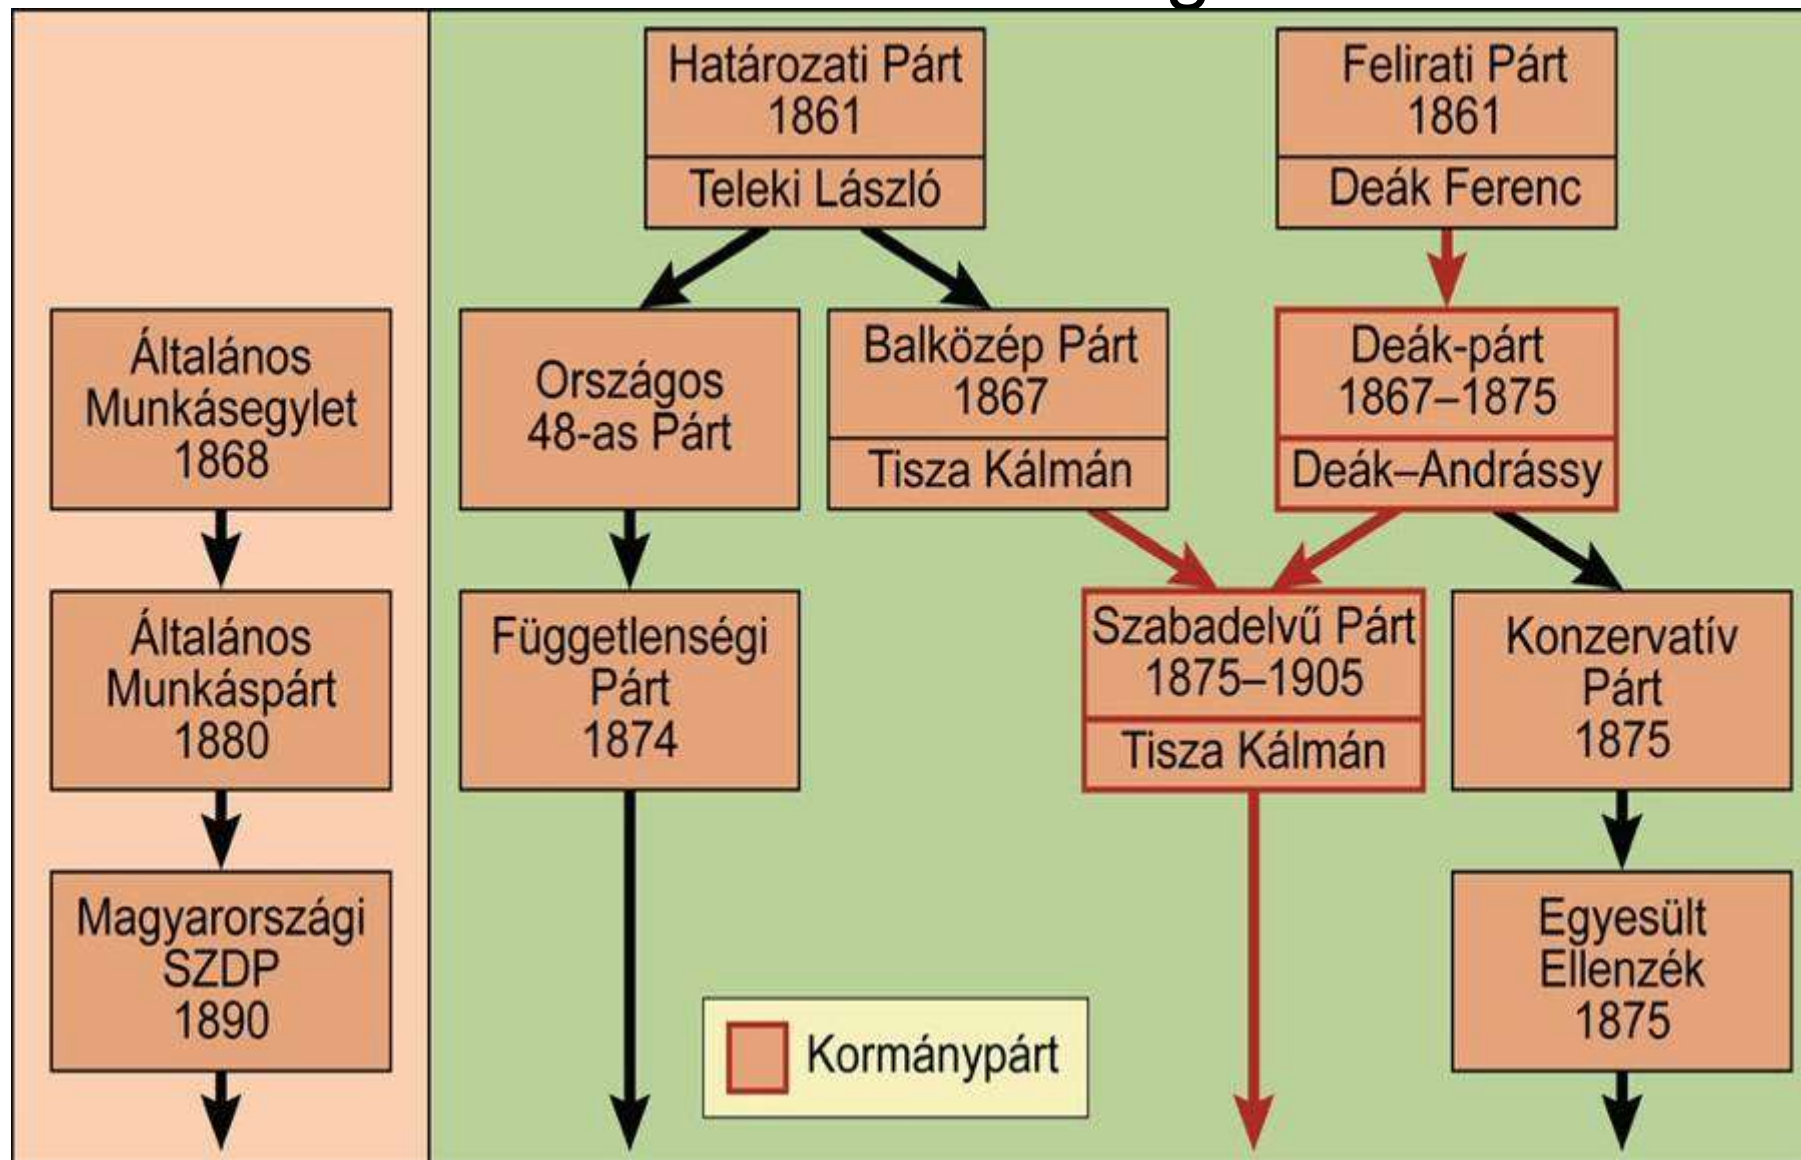 Határozati Párt
1861
Teleki László
Felirati Párt
1861
Deák Ferenc
Általános
Munkásegylet
1868
Országos
48-as Párt
Balközép Párt
1867
Tisza Kálmán
Deák-párt
1867–1875
Deák–Andrássy
Általános
Munkáspárt
1880
Függetlenségi
Párt
1874
Szabadelvű Párt
1875–1905
Tisza Kálmán
Konzervatív
Párt
1875
Magyarországi
SZDP
1890
Egyesült
Ellenzék
1875
Kormánypárt